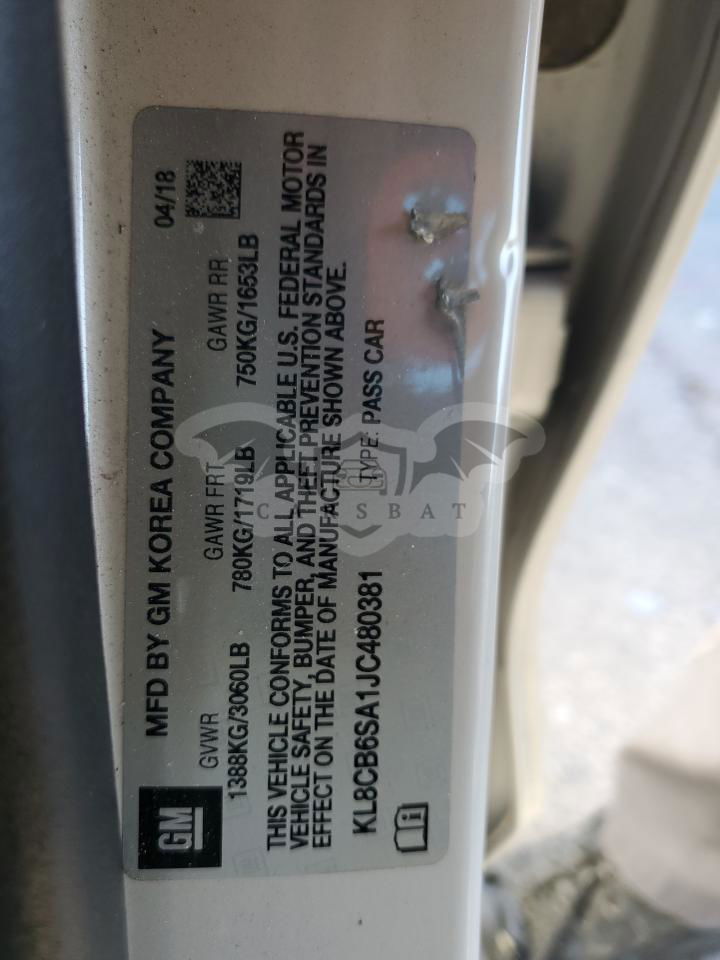 GM
MFD BY GM KOREA COMPANY 04/18
GVWR GAWR FRT GAWR RR
1388KG/3060LB 780KG/1719LB 750KG/1653LB
THIS VEHICLE CONFORMS TO ALL APPLICABLE U.S. FEDERAL MOTOR
VEHICLE SAFETY, BUMPER, AND THEFT PREVENTION STANDARDS IN
EFFECT ON THE DATE OF MANUFACTURE SHOWN ABOVE.
KL8CB6SA1JC480381 TYPE: PASS CAR
CARSBAT